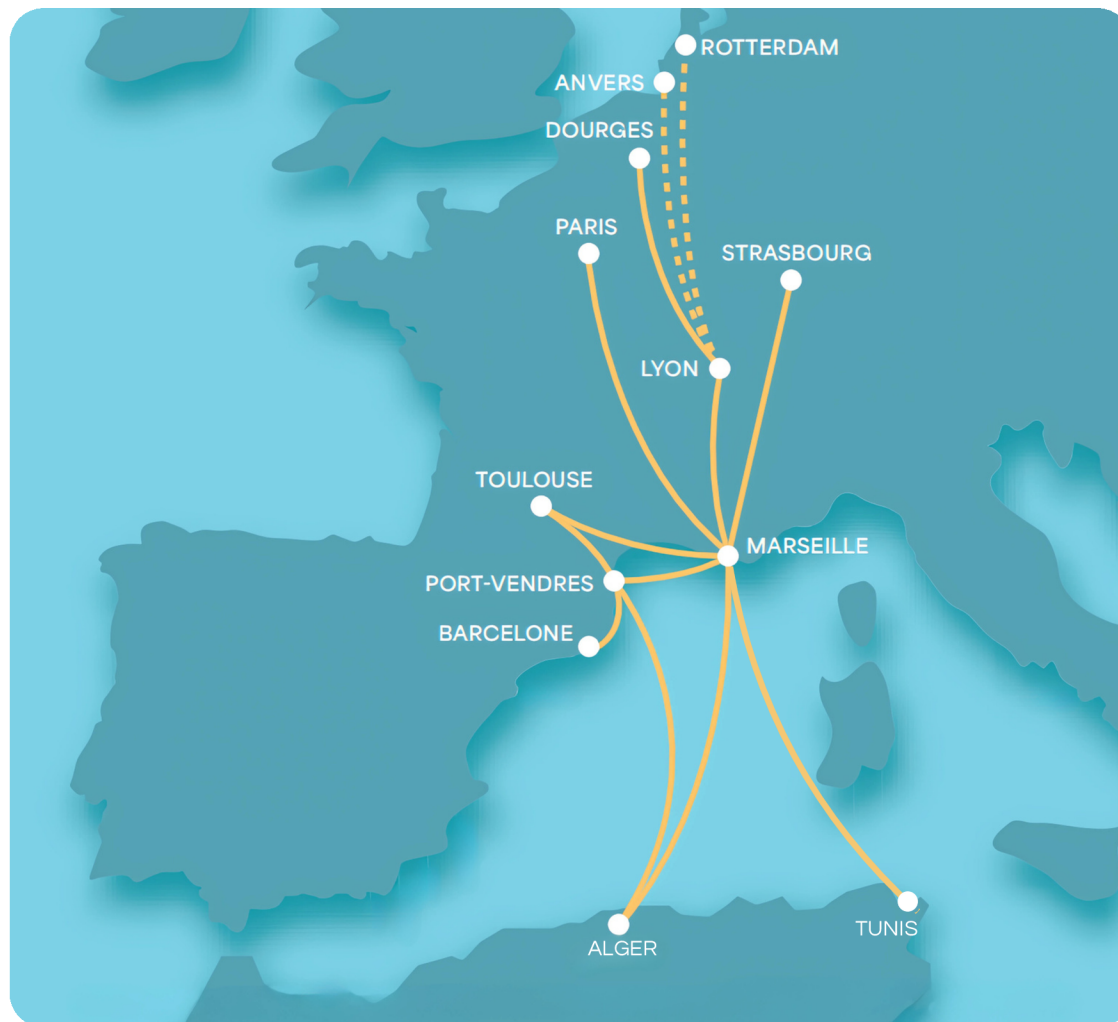 ROTTERDAM
ANVERS
DOURGES
PARIS
STRASBOURG
LYON
TOULOUSE
MARSEILLE
PORT-VENDRES
BARCELONE
TUNIS
ALGER